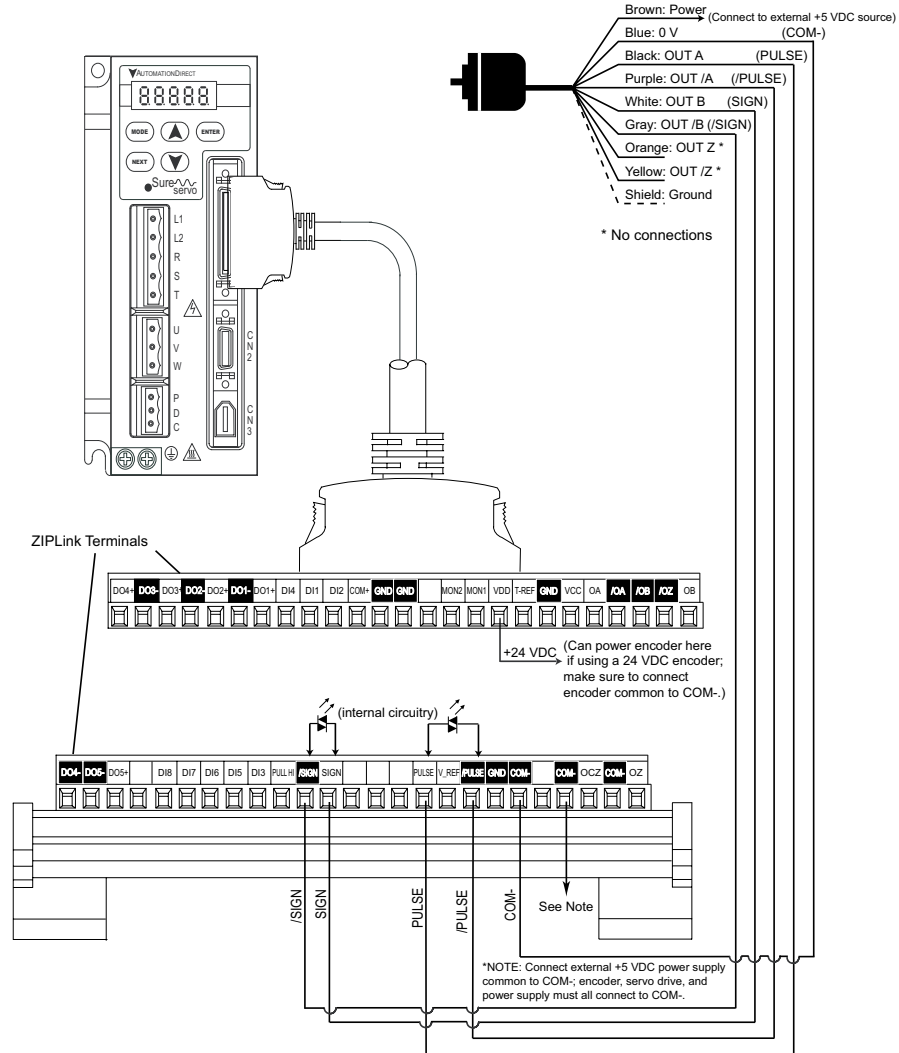 Brown: Power
(Connect to external +5 VDC source)
Blue: 0 V (COM-)
Black: OUT A (PULSE)
Purple: OUT /A (/PULSE)
White: OUT B (SIGN)
Gray: OUT /B (/SIGN)
Orange: OUT Z *
Yellow: OUT /Z *
Shield: Ground
* No connections
AUTOMATIONDIRECT
8.8.8.8.8
MODE
ENTER
NEXT
Sure
servo
L1
L2
R
S
T
U
V
W
P
D
C
CN2
CN3
ZIPLink Terminals
DO4+ DO3- DO3+ DO2- DO2+ DO1- DO1+ DI4 DI1 DI2 COM+ GND GND MON2 MON1 VDD T-REF GND VCC OA /OA /OB /OZ OB
+24 VDC
(Can power encoder here
if using a 24 VDC encoder;
make sure to connect
encoder common to COM-.)
(internal circuitry)
DO4- DO5- DO5+ DI8 DI7 DI6 DI5 DI3 PULL HI /SIGN SIGN PULSE V_REF /PULSE GND COM- COM- OCZ COM- OZ
/SIGN
SIGN
PULSE
/PULSE
COM-
See Note
*NOTE: Connect external +5 VDC power supply
common to COM-; encoder, servo drive, and
power supply must all connect to COM-.